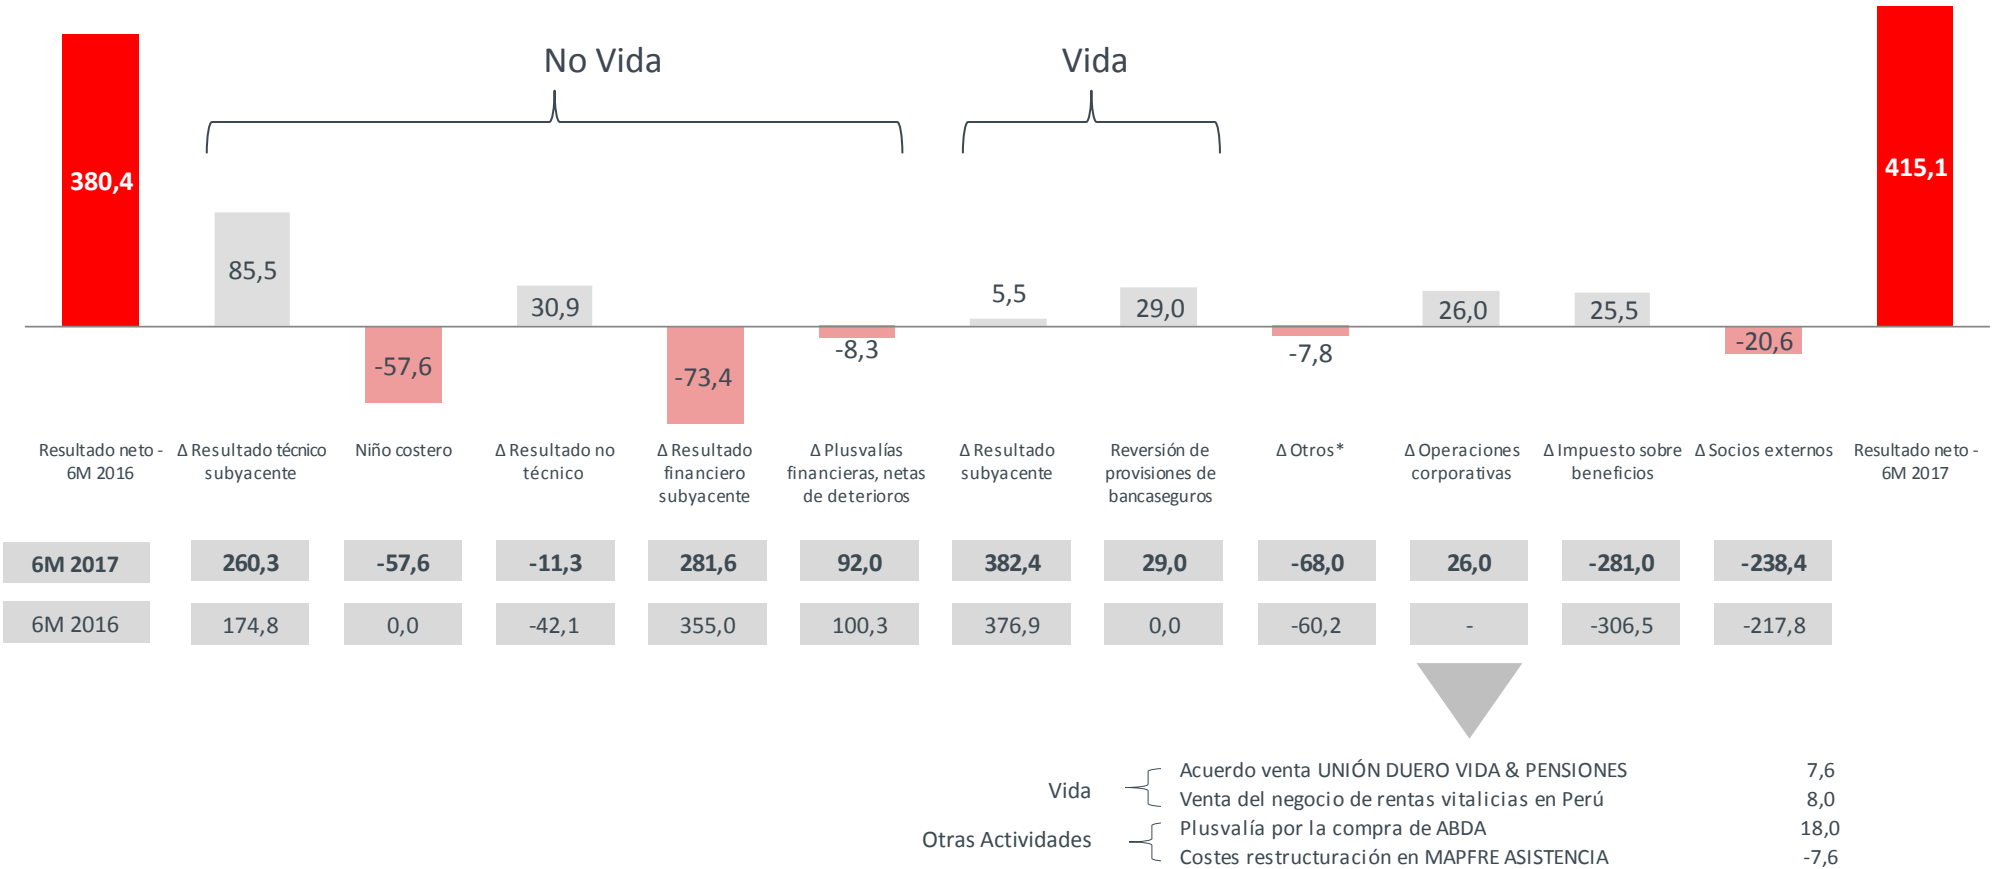 No Vida
Vida
380,4
85,5
-57,6
30,9
-73,4
-8,3
5,5
29,0
-7,8
26,0
25,5
-20,6
415,1
Resultado neto -
6M 2016
Δ Resultado técnico
subyacente
Niño costero
Δ Resultado no
técnico
Δ Resultado
financiero
subyacente
Δ Plusvalías
financieras, netas
de deterioros
Δ Resultado
subyacente
Reversión de
provisiones de
bancaseguros
Δ Otros*
Δ Operaciones
corporativas
Δ Impuesto sobre
beneficios
Δ Socios externos
Resultado neto -
6M 2017
6M 2017 260,3 -57,6 -11,3 281,6 92,0 382,4 29,0 -68,0 26,0 -281,0 -238,4
6M 2016 174,8 0,0 -42,1 355,0 100,3 376,9 0,0 -60,2 - -306,5 -217,8
Vida
Acuerdo venta UNIÓN DUERO VIDA & PENSIONES 7,6
Venta del negocio de rentas vitalicias en Perú 8,0
Otras Actividades
Plusvalía por la compra de ABDA 18,0
Costes restructuración en MAPFRE ASISTENCIA -7,6